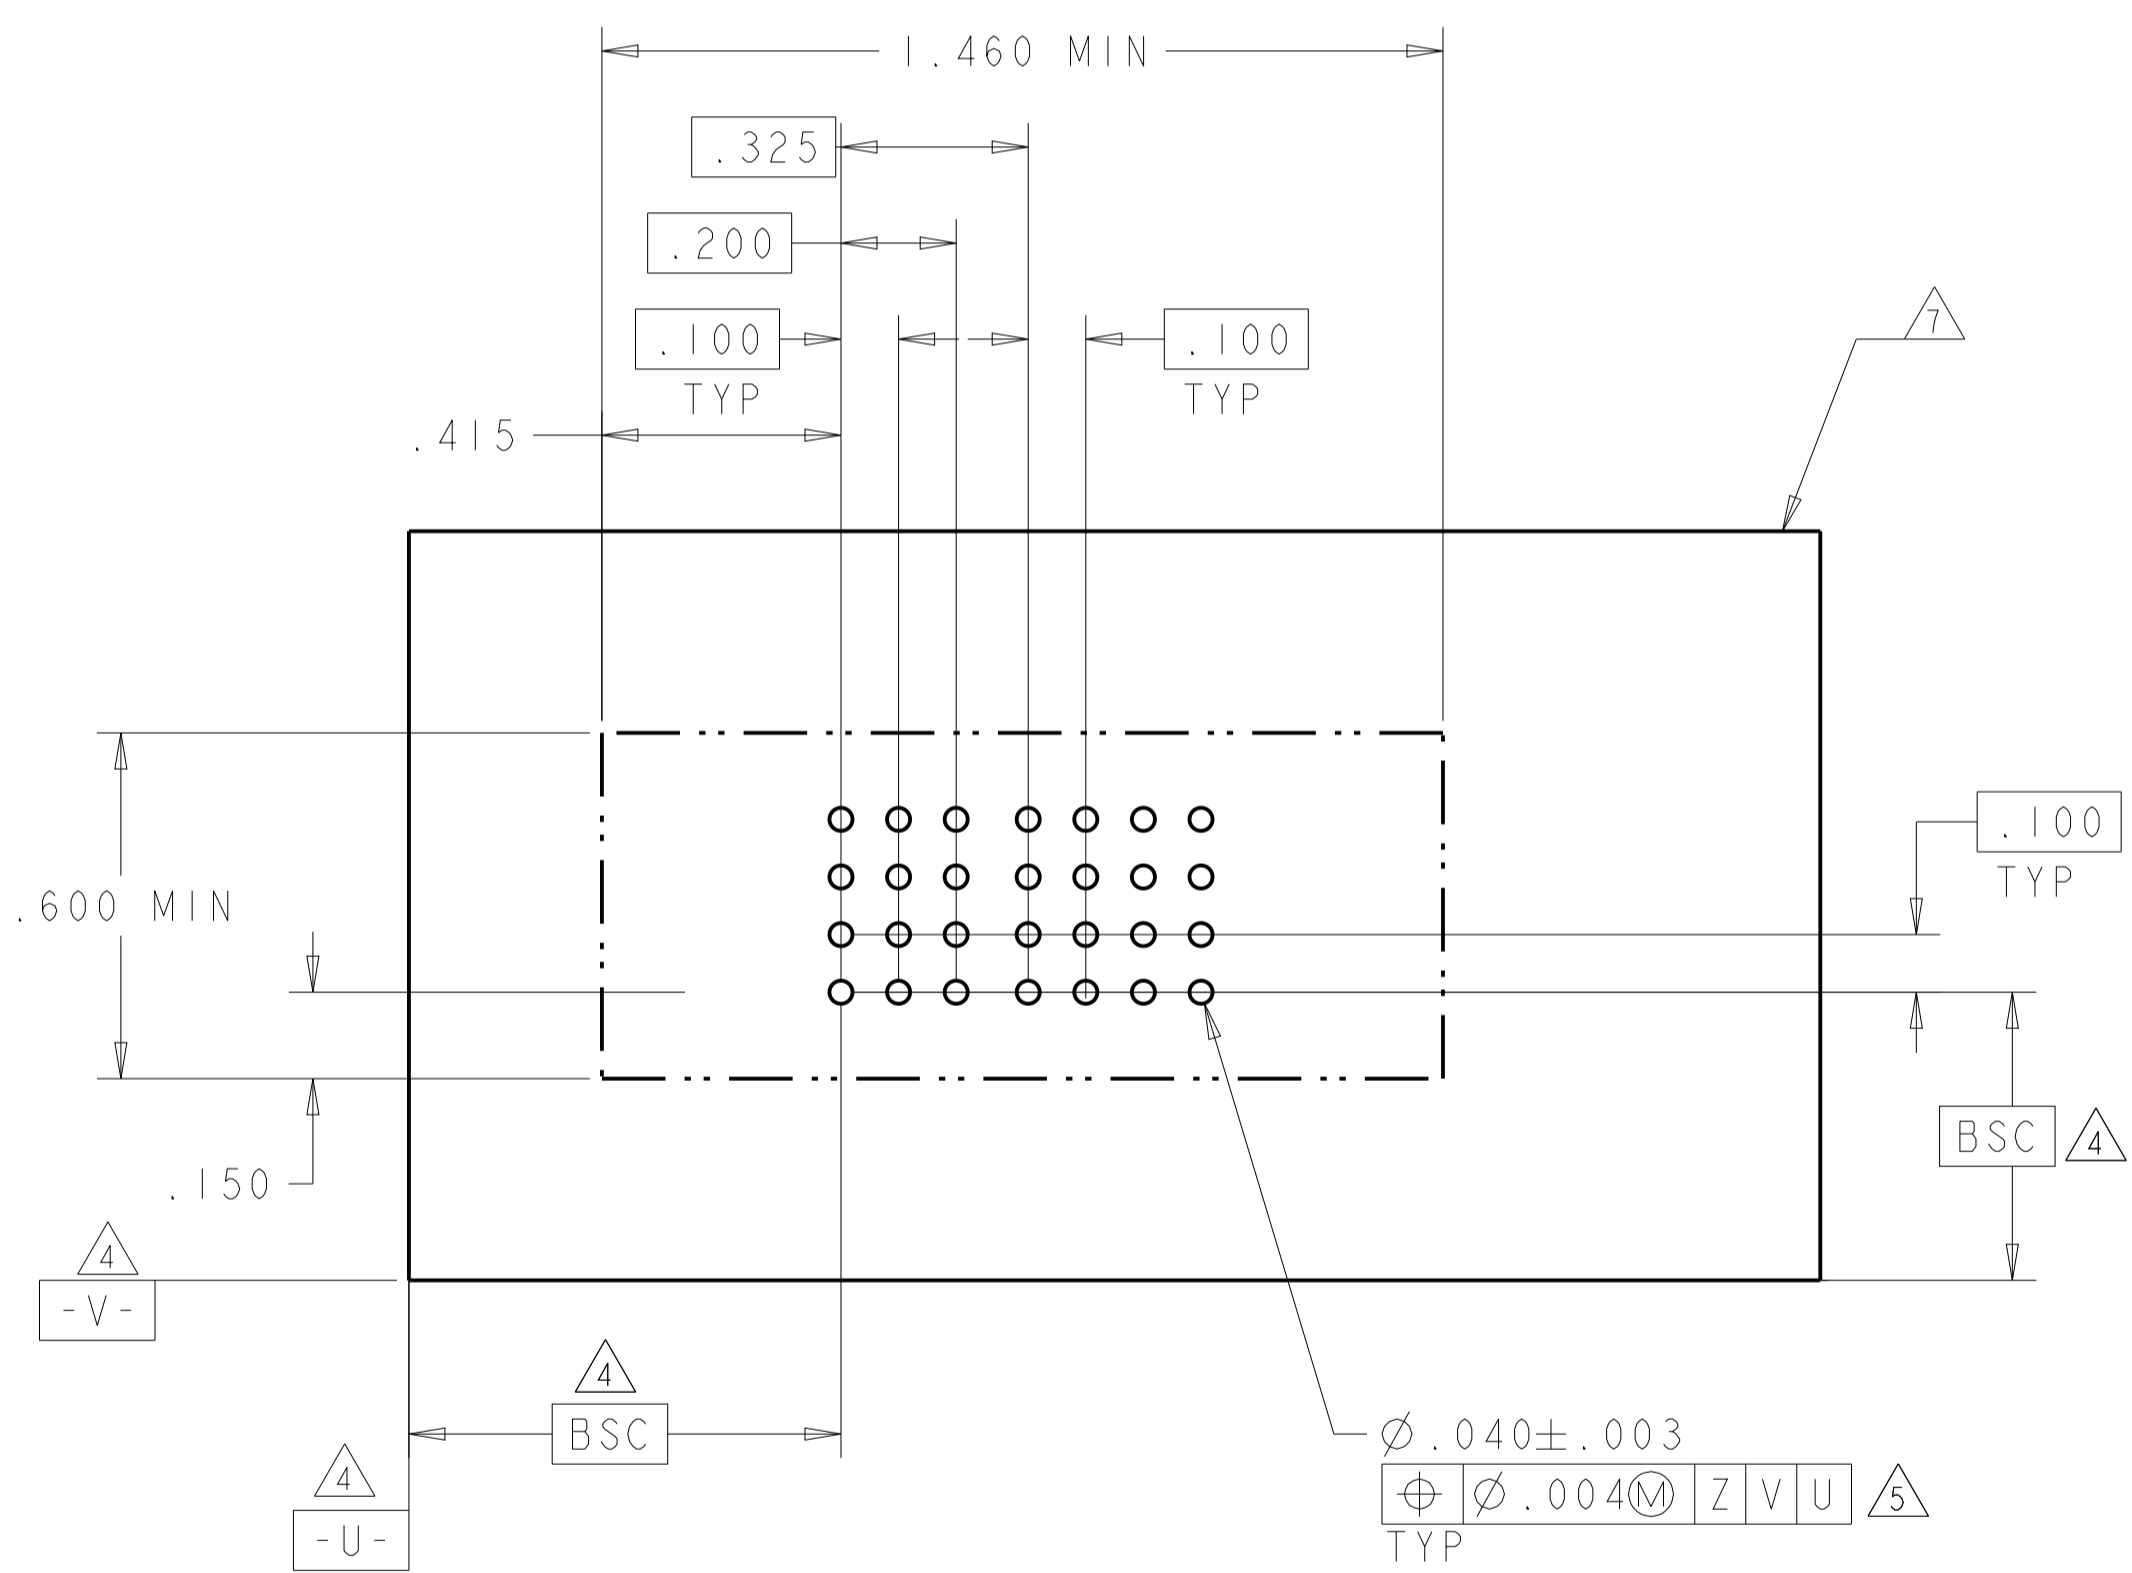 1.460 MIN
.325
.200
.100
TYP
.100
TYP
.415
7
.100
TYP
.600 MIN
.150
BSC
4
4
-V-
4
BSC
4
-U-
⌀.040±.003
⌖ ⌀.004Ⓜ Z V U
5
TYP